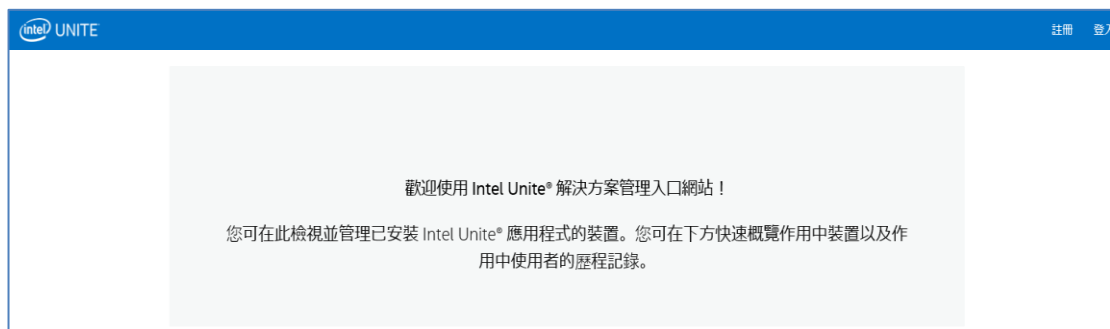 intel UNITE
註冊 登入
歡迎使用 Intel Unite® 解決方案管理入口網站！
您可在此檢視並管理已安裝 Intel Unite® 應用程式的裝置。您可在下方快速概覽作用中裝置以及作
用中使用者的歷程記錄。